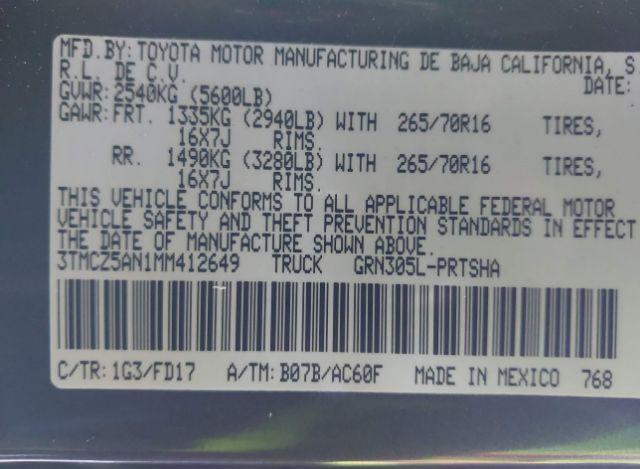 MFD.BY: TOYOTA MOTOR MANUFACTURING DE BAJA CALIFORNIA, S.
R.L. DE C.V. DATE:
GVWR: 2540KG (5600LB)
GAWR: FRT. 1335KG (2940LB) WITH 265/70R16 TIRES,
16X7J RIMS.
RR. 1490KG (3280LB) WITH 265/70R16 TIRES,
16X7J RIMS.
THIS VEHICLE CONFORMS TO ALL APPLICABLE FEDERAL MOTOR
VEHICLE SAFETY AND THEFT PREVENTION STANDARDS IN EFFECT
THE DATE OF MANUFACTURE SHOWN ABOVE.
3TMCZ5AN1MM412649 TRUCK GRN305L-PRTSHA
C/TR: 1G3/FD17 A/TM: B07B/AC60F MADE IN MEXICO 768